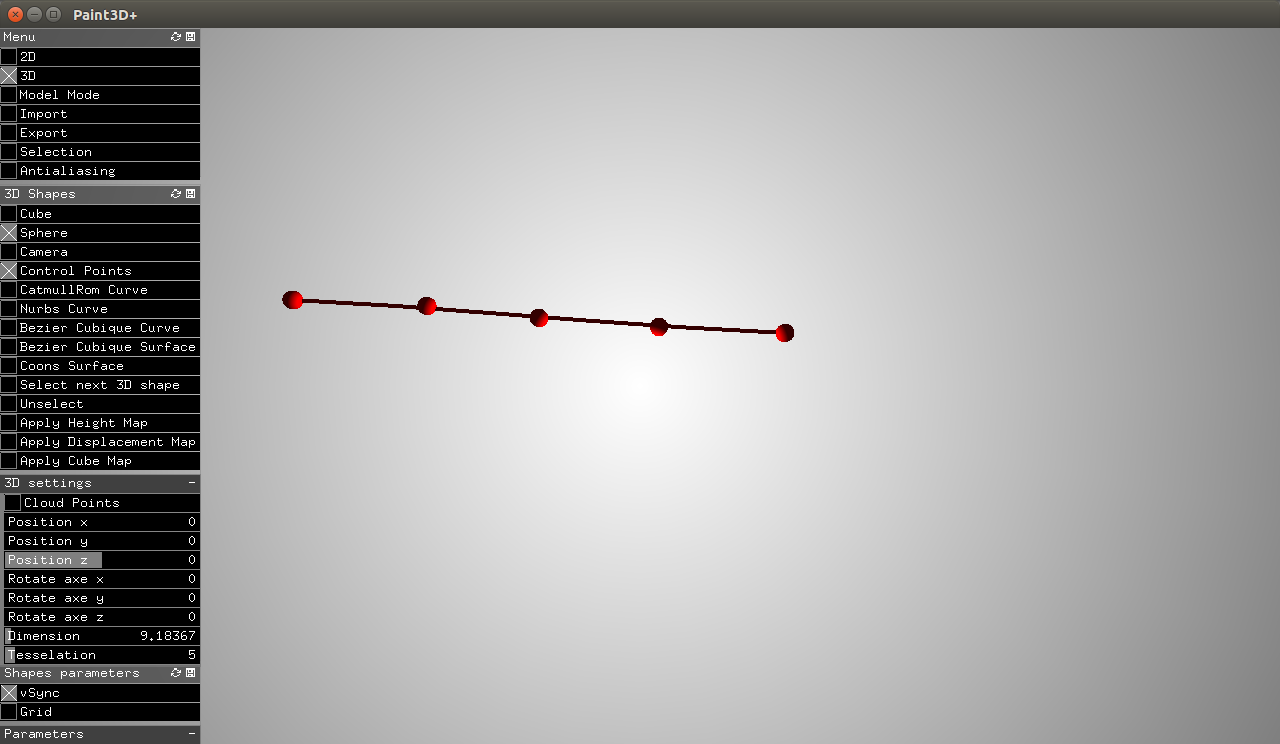 Paint3D+
Menu
2D
3D
Model Mode
Import
Export
Selection
Antialiasing
3D Shapes
Cube
Sphere
Camera
Control Points
CatmullRom Curve
Nurbs Curve
Bezier Cubique Curve
Bezier Cubique Surface
Coons Surface
Select next 3D shape
Unselect
Apply Height Map
Apply Displacement Map
Apply Cube Map
3D settings -
Cloud Points
Position x 0
Position y 0
Position z 0
Rotate axe x 0
Rotate axe y 0
Rotate axe z 0
Dimension 9.18367
Tesselation 5
Shapes parameters
vSync
Grid
Parameters -